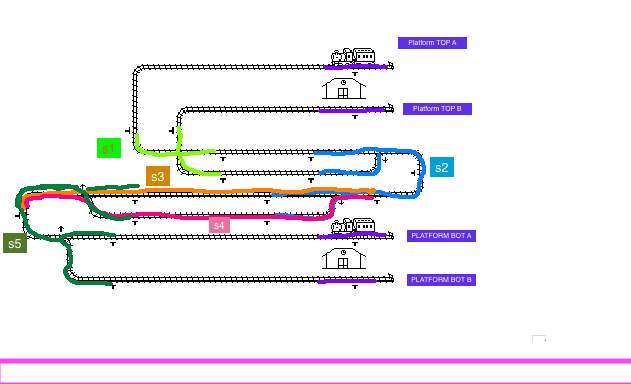 Platform TOP A
Platform TOP B
s1
s2
s3
s4
s5
PLATFORM BOT A
PLATFORM BOT B